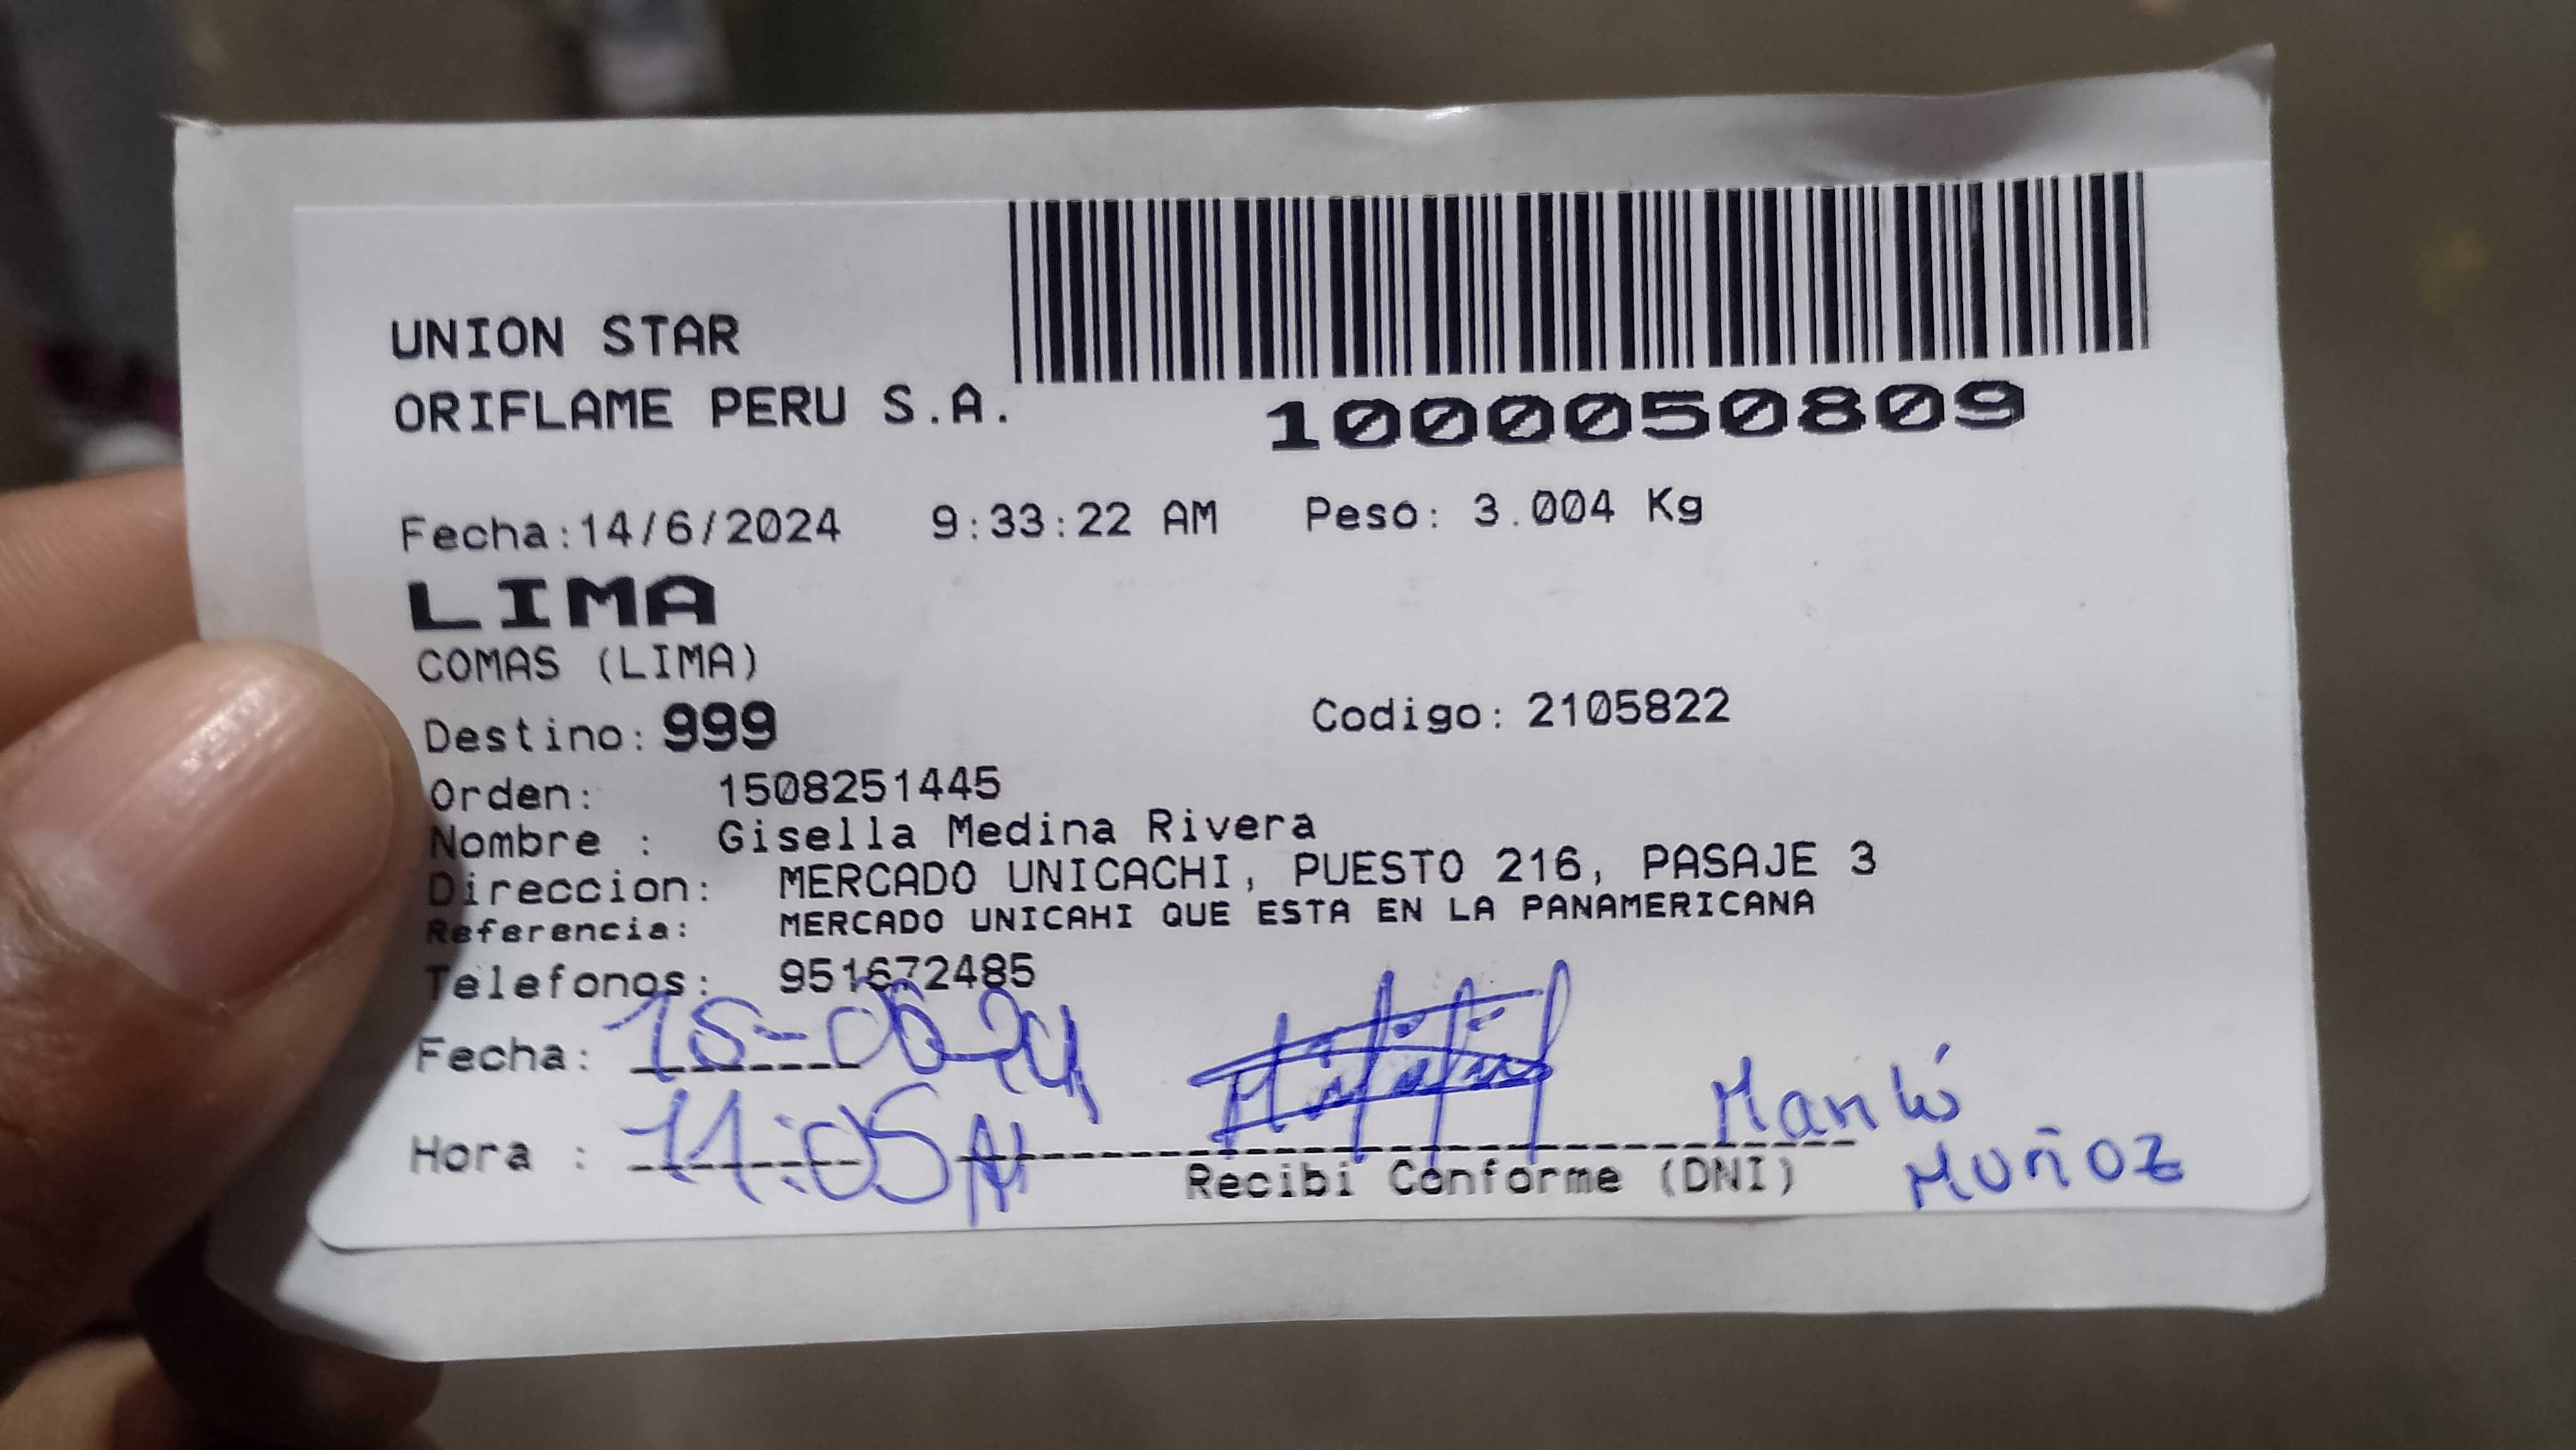 UNION STAR
ORIFLAME PERU S.A.
1000050809
Fecha:14/6/2024 9:33:22 AM Peso: 3.004 Kg
LIMA
COMAS (LIMA)
Destino: 999 Codigo: 2105822
Orden: 1508251445
Nombre : Gisella Medina Rivera
Direccion: MERCADO UNICACHI, PUESTO 216, PASAJE 3
Referencia: MERCADO UNICAHI QUE ESTA EN LA PANAMERICANA
Telefonos: 951672485
Fecha: 15-06-24
Hora : 11:05
MUÑOZ
Recibi Conforme (DNI)